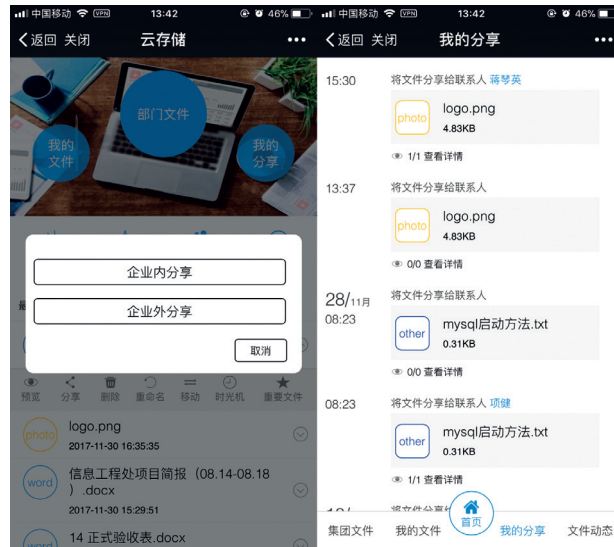 中国移动 VPN 13:42 46%
返回 关闭 云存储
部门文件
我的
文件
我的
分享
企业内分享
企业外分享
取消
预览 分享 删除 重命名 移动 时光机 重要文件
photo
logo.png
2017-11-30 16:35:35
word
信息工程处项目简报（08.14-08.18
）.docx
2017-11-30 15:29:51
word
14 正式验收表.docx
中国移动 VPN 13:42 46%
返回 关闭 我的分享
15:30 将文件分享给联系人 蒋琴英
photo
logo.png
4.83KB
1/1 查看详情
13:37 将文件分享给联系人
photo
logo.png
4.83KB
0/0 查看详情
28/11月 将文件分享给联系人
08:23
other
mysql启动方法.txt
0.31KB
0/0 查看详情
08:23 将文件分享给联系人 项健
other
mysql启动方法.txt
0.31KB
1/1 查看详情
集团文件 我的文件 首页 我的分享 文件动态